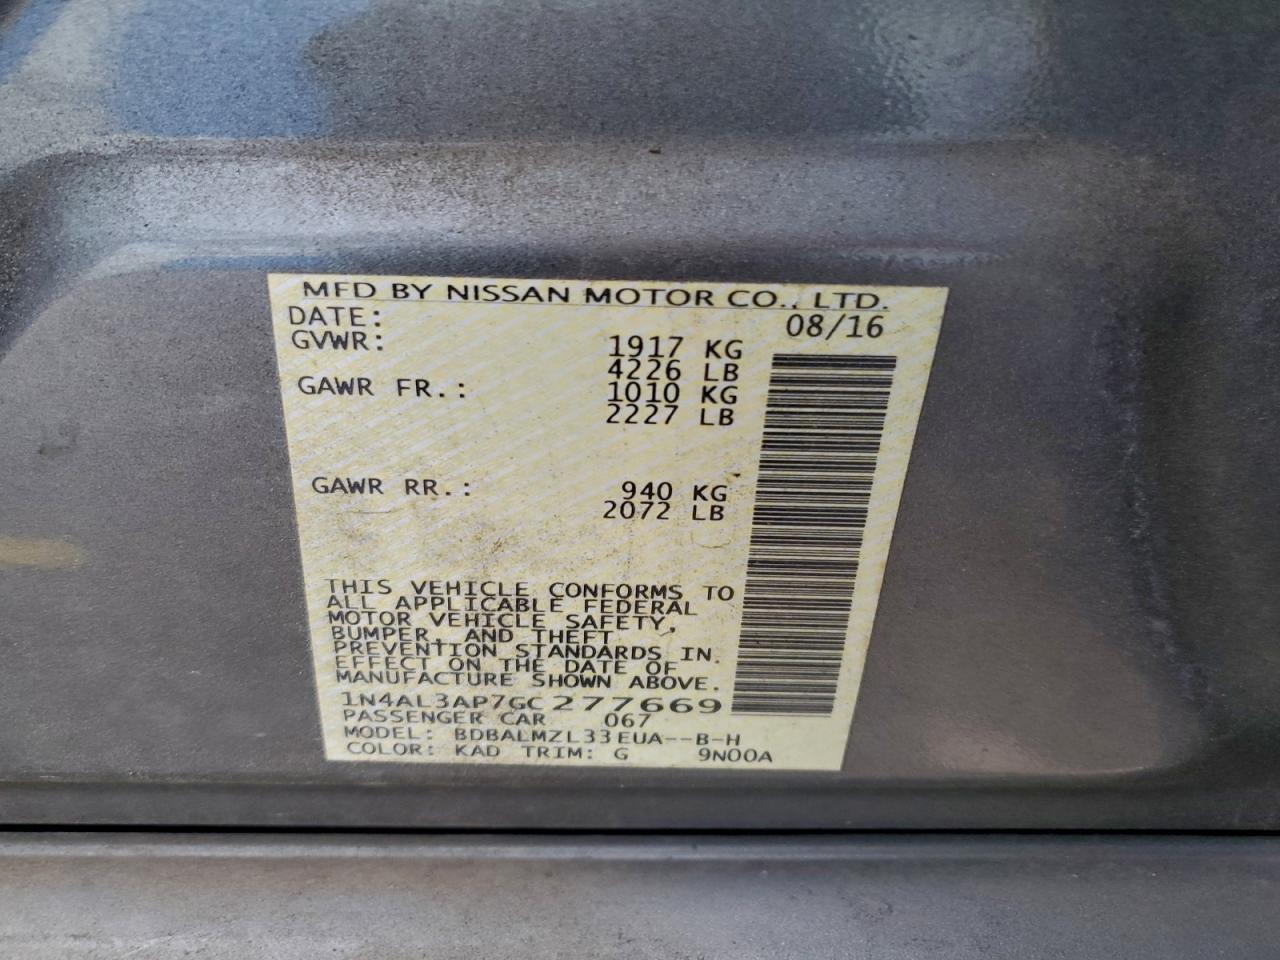 MFD BY NISSAN MOTOR CO., LTD.
DATE: 08/16
GVWR: 1917 KG
4226 LB
GAWR FR.: 1010 KG
2227 LB
GAWR RR.: 940 KG
2072 LB
THIS VEHICLE CONFORMS TO
ALL APPLICABLE FEDERAL
MOTOR VEHICLE SAFETY,
BUMPER, AND THEFT
PREVENTION STANDARDS IN
EFFECT ON THE DATE OF
MANUFACTURE SHOWN ABOVE.
1N4AL3AP7GC277669
PASSENGER CAR 067
MODEL: BDBALMZL33EUA--B-H
COLOR: KAD TRIM: G 9N00A